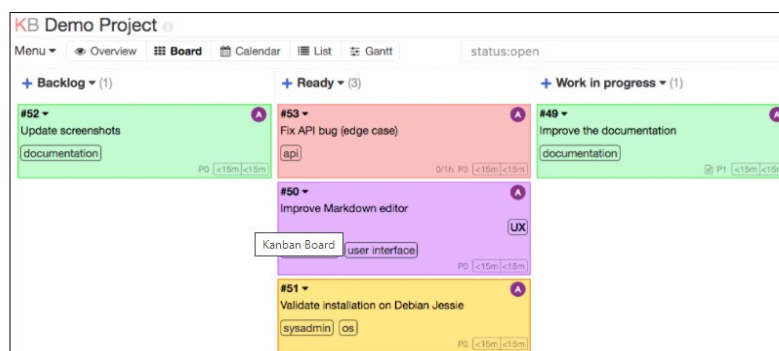 KB Demo Project
Menu Overview Board Calendar List Gantt status:open
+ Backlog (1)
#52
Update screenshots
documentation
P0 <15m <15m
+ Ready (3)
#53
Fix API bug (edge case)
api
0/1h P3 <15m <15m
#50
Improve Markdown editor
UX
user interface
P0 <15m <15m
Kanban Board
#51
Validate installation on Debian Jessie
sysadmin os
P0 <15m <15m
+ Work in progress (1)
#49
Improve the documentation
documentation
P1 <15m <15m